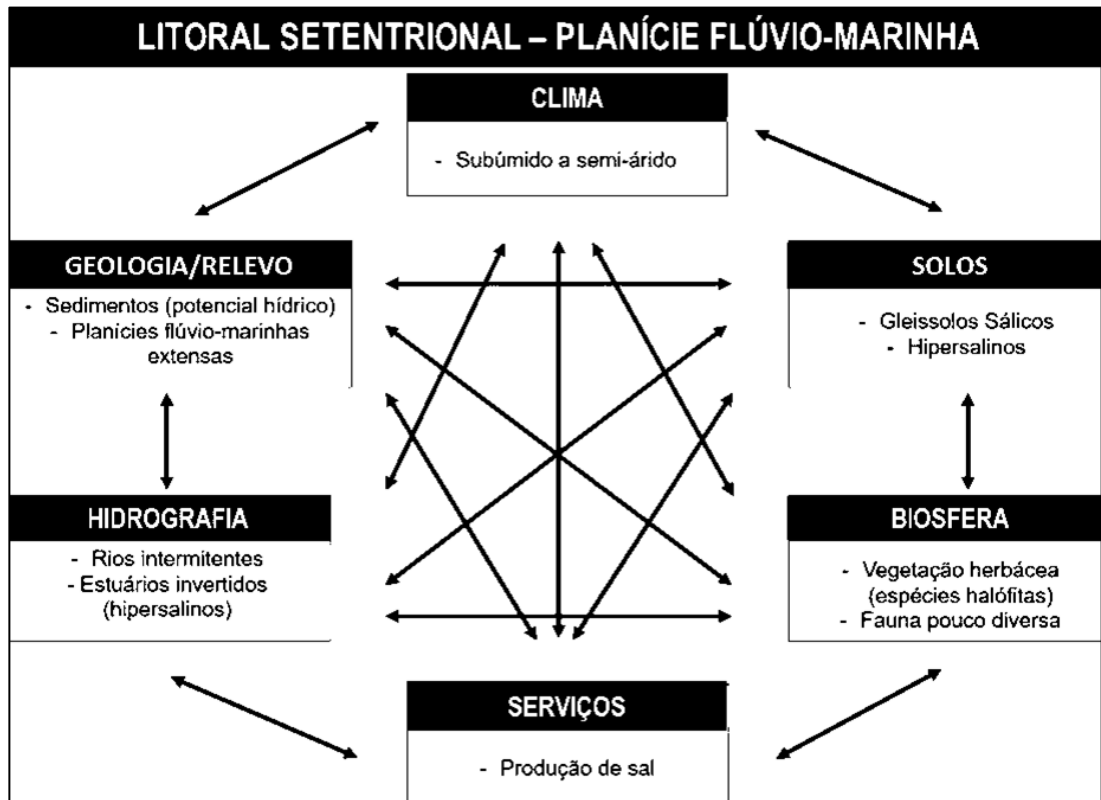 LITORAL SETENTRIONAL – PLANÍCIE FLÚVIO-MARINHA
CLIMA
- Subúmido a semi-árido
GEOLOGIA/RELEVO
- Sedimentos (potencial hídrico)
- Planícies flúvio-marinhas
extensas
SOLOS
- Gleissolos Sálicos
- Hipersalinos
HIDROGRAFIA
- Rios intermitentes
- Estuários invertidos
(hipersalinos)
BIOSFERA
- Vegetação herbácea
(espécies halófitas)
- Fauna pouco diversa
SERVIÇOS
- Produção de sal